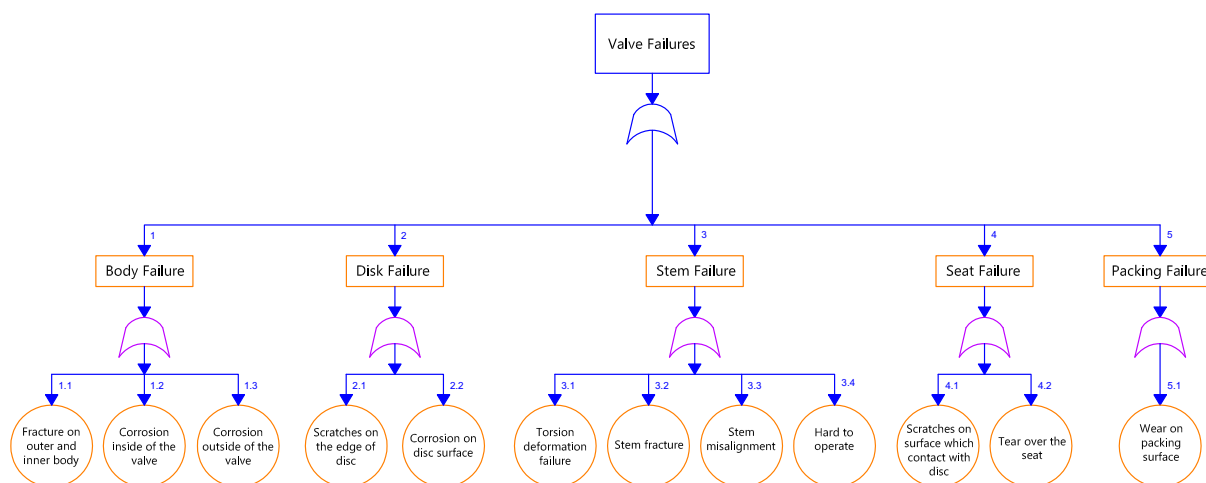 Valve Failures
1
2
3
4
5
Body Failure
Disk Failure
Stem Failure
Seat Failure
Packing Failure
1.1
1.2
1.3
2.1
2.2
3.1
3.2
3.3
3.4
4.1
4.2
5.1
Fracture on
outer and
inner body
Corrosion
inside of the
valve
Corrosion
outside of the
valve
Scratches on
the edge of
disc
Corrosion on
disc surface
Torsion
deformation
failure
Stem fracture
Stem
misalignment
Hard to
operate
Scratches on
surface which
contact with
disc
Tear over the
seat
Wear on
packing
surface